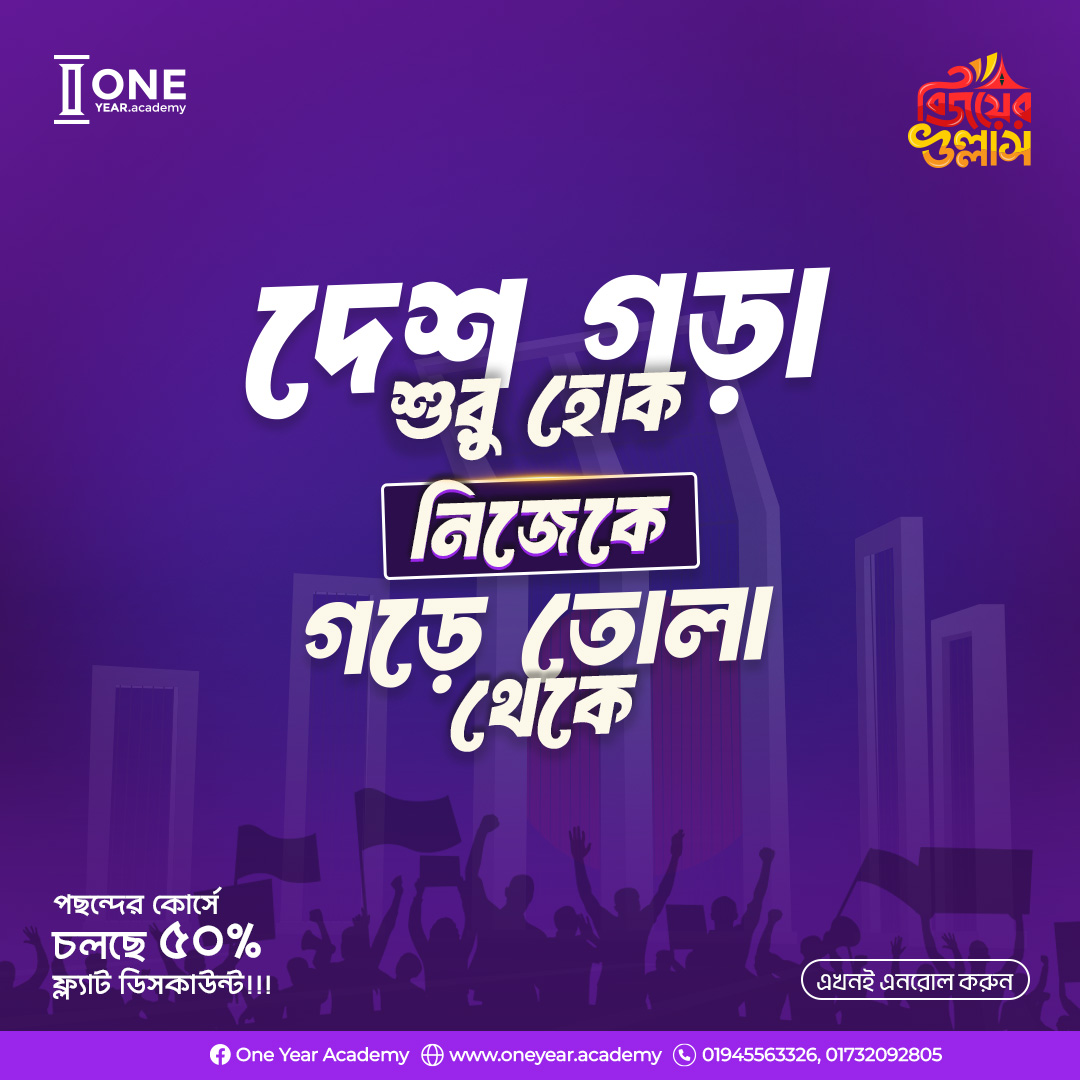 ONE
YEAR.academy
বিজয়ের
উল্লাস
দেশ গড়া
শুরু হোক
নিজেকে
গড়ে তোলা
থেকে
পছন্দের কোর্সে
চলছে ৫০%
ফ্ল্যাট ডিসকাউন্ট!!!
এখনই এনরোল করুন
One Year Academy www.oneyear.academy 01945563326, 01732092805